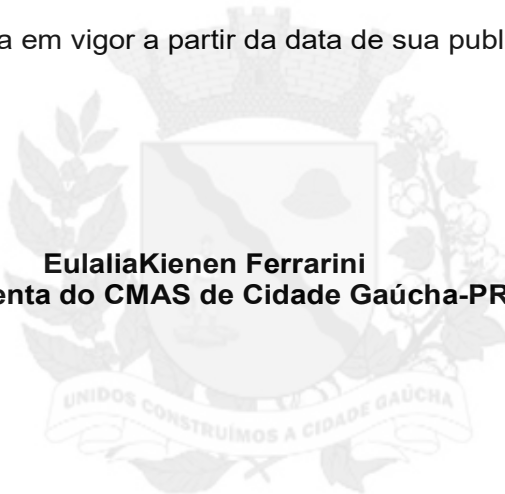 a em vigor a partir da data de sua publ
EulaliaKienen Ferrarini
enta do CMAS de Cidade Gaúcha-PR
UNIDOS CONSTRUÍMOS A CIDADE GAÚCHA